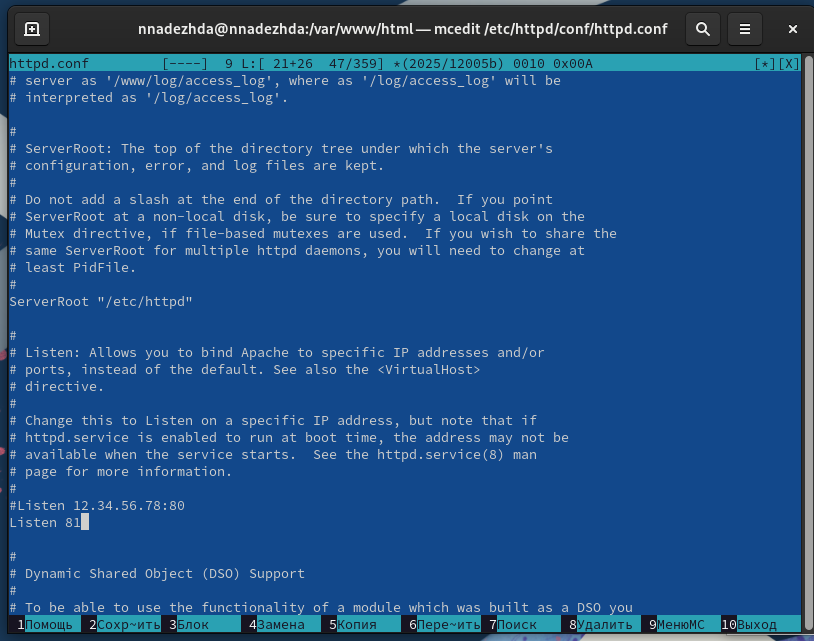 nnadezhda@nnadezhda:/var/www/html — mcedit /etc/httpd/conf/httpd.conf
httpd.conf         [----]  9 L:[ 21+26  47/359] *(2025/12005b) 0010 0x00A                    [*][X]
# server as '/www/log/access_log', where as '/log/access_log' will be
# interpreted as '/log/access_log'.

#
# ServerRoot: The top of the directory tree under which the server's
# configuration, error, and log files are kept.
#
# Do not add a slash at the end of the directory path.  If you point
# ServerRoot at a non-local disk, be sure to specify a local disk on the
# Mutex directive, if file-based mutexes are used.  If you wish to share the
# same ServerRoot for multiple httpd daemons, you will need to change at
# least PidFile.
#
ServerRoot "/etc/httpd"

#
# Listen: Allows you to bind Apache to specific IP addresses and/or
# ports, instead of the default. See also the <VirtualHost>
# directive.
#
# Change this to Listen on a specific IP address, but note that if
# httpd.service is enabled to run at boot time, the address may not be
# available when the service starts.  See the httpd.service(8) man
# page for more information.
#
#Listen 12.34.56.78:80
Listen 81

#
# Dynamic Shared Object (DSO) Support
#
# To be able to use the functionality of a module which was built as a DSO you
1Помощь 2Сохр~ить 3Блок 4Замена 5Копия 6Пере~ить 7Поиск 8Удалить 9МенюMC 10Выход